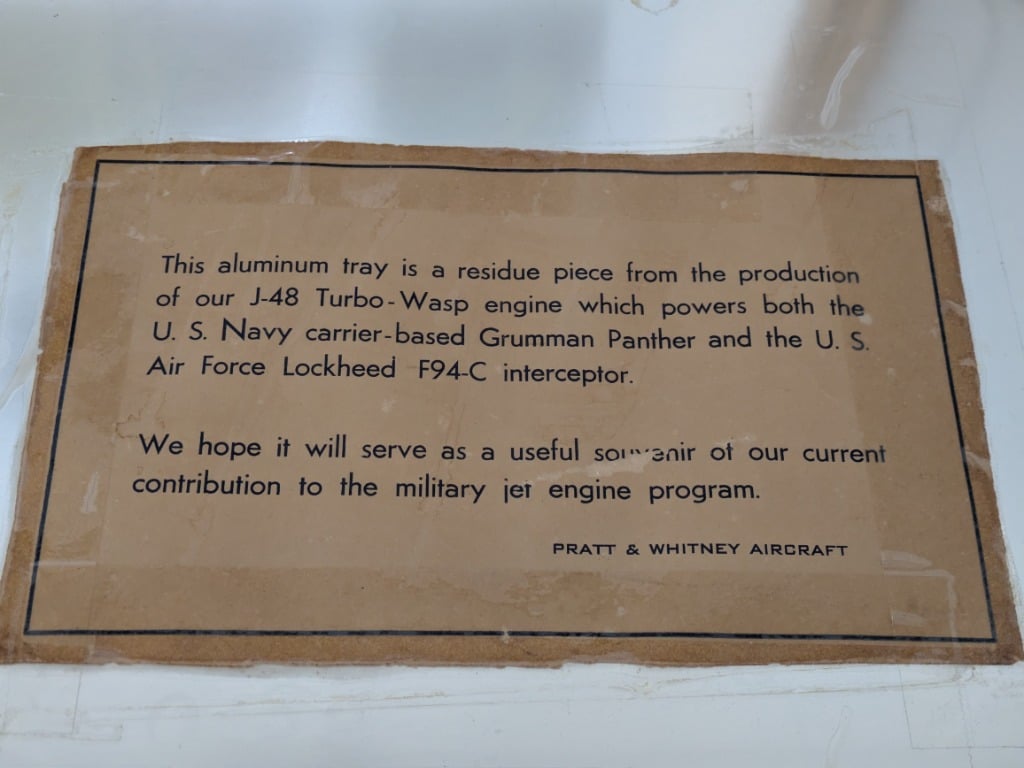 This aluminum tray is a residue piece from the production
of our J-48 Turbo-Wasp engine which powers both the
U. S. Navy carrier-based Grumman Panther and the U. S.
Air Force Lockheed F94-C interceptor.
We hope it will serve as a useful souvenir of our current
contribution to the military jet engine program.
PRATT & WHITNEY AIRCRAFT